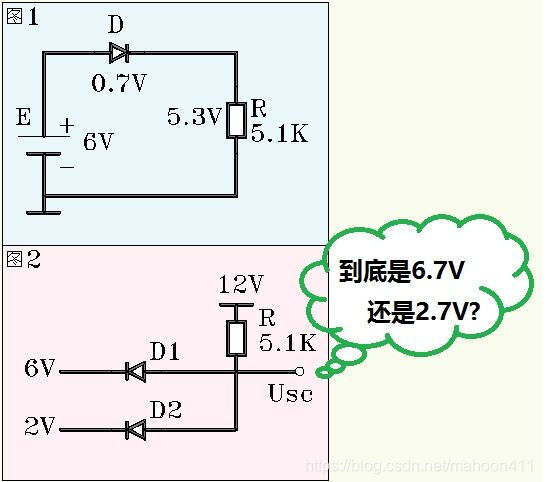 图1
D
0.7V
E
+
6V
-
5.3V
R
5.1K
图2
12V
R
5.1K
6V
D1
Usc
2V
D2
到底是6.7V
还是2.7V?
https://blog.csdn.net/mahoon411